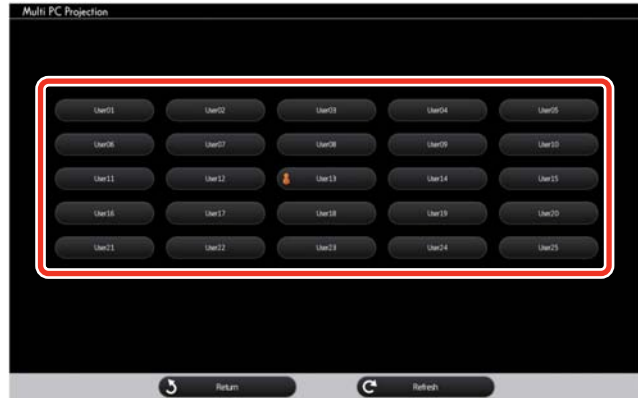 Multi PC Projection
User01 User02 User03 User04 User05
User06 User07 User08 User09 User10
User11 User12 User13 User14 User15
User16 User17 User18 User19 User20
User21 User22 User23 User24 User25
Return Refresh